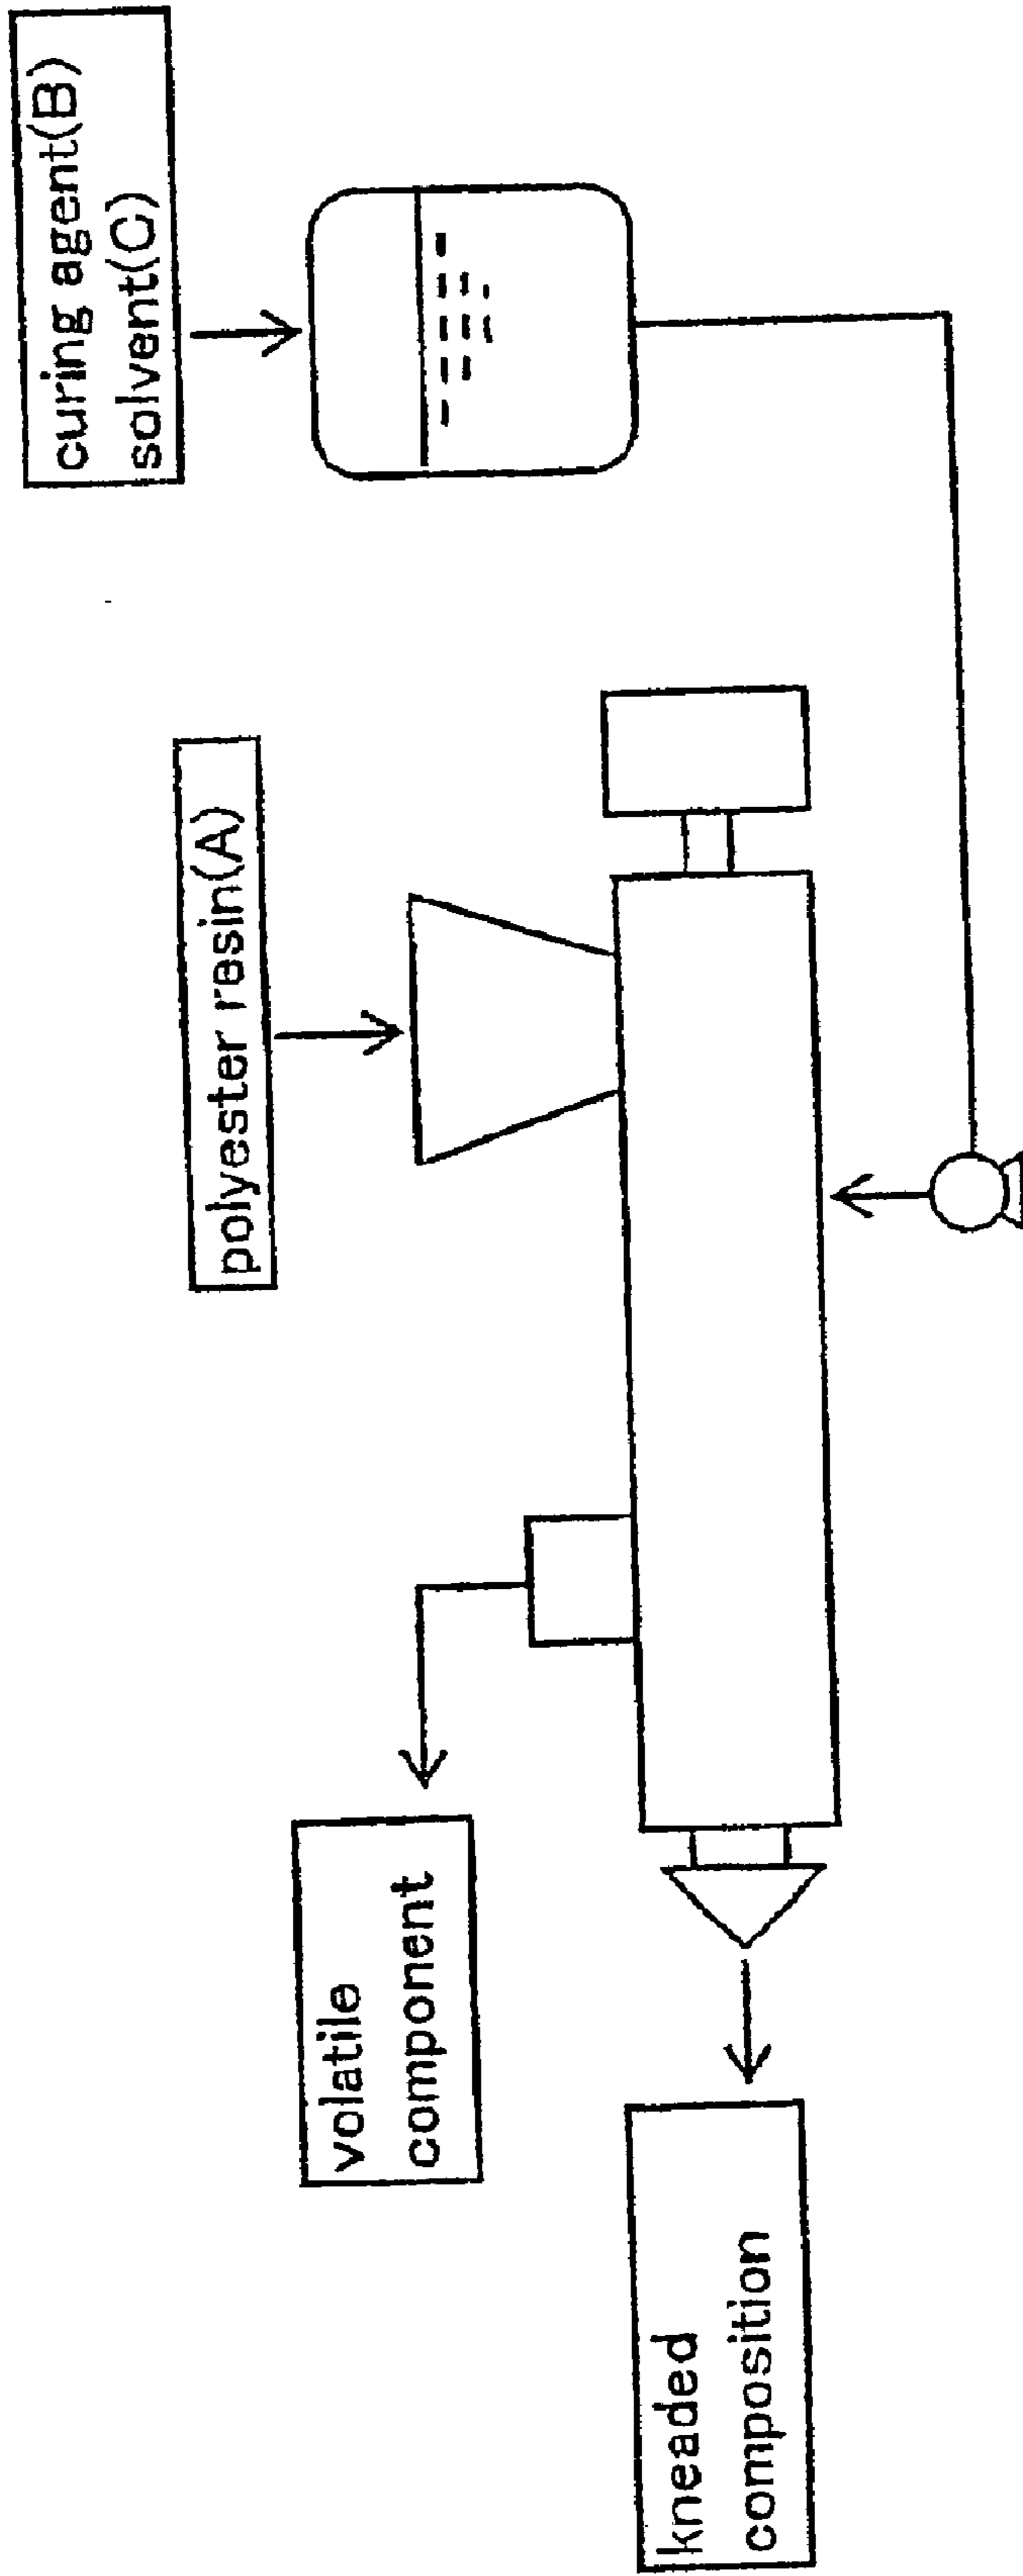 curing agent(B)
solvent(C)
polyester resin(A)
volatile
component
kneaded
composition